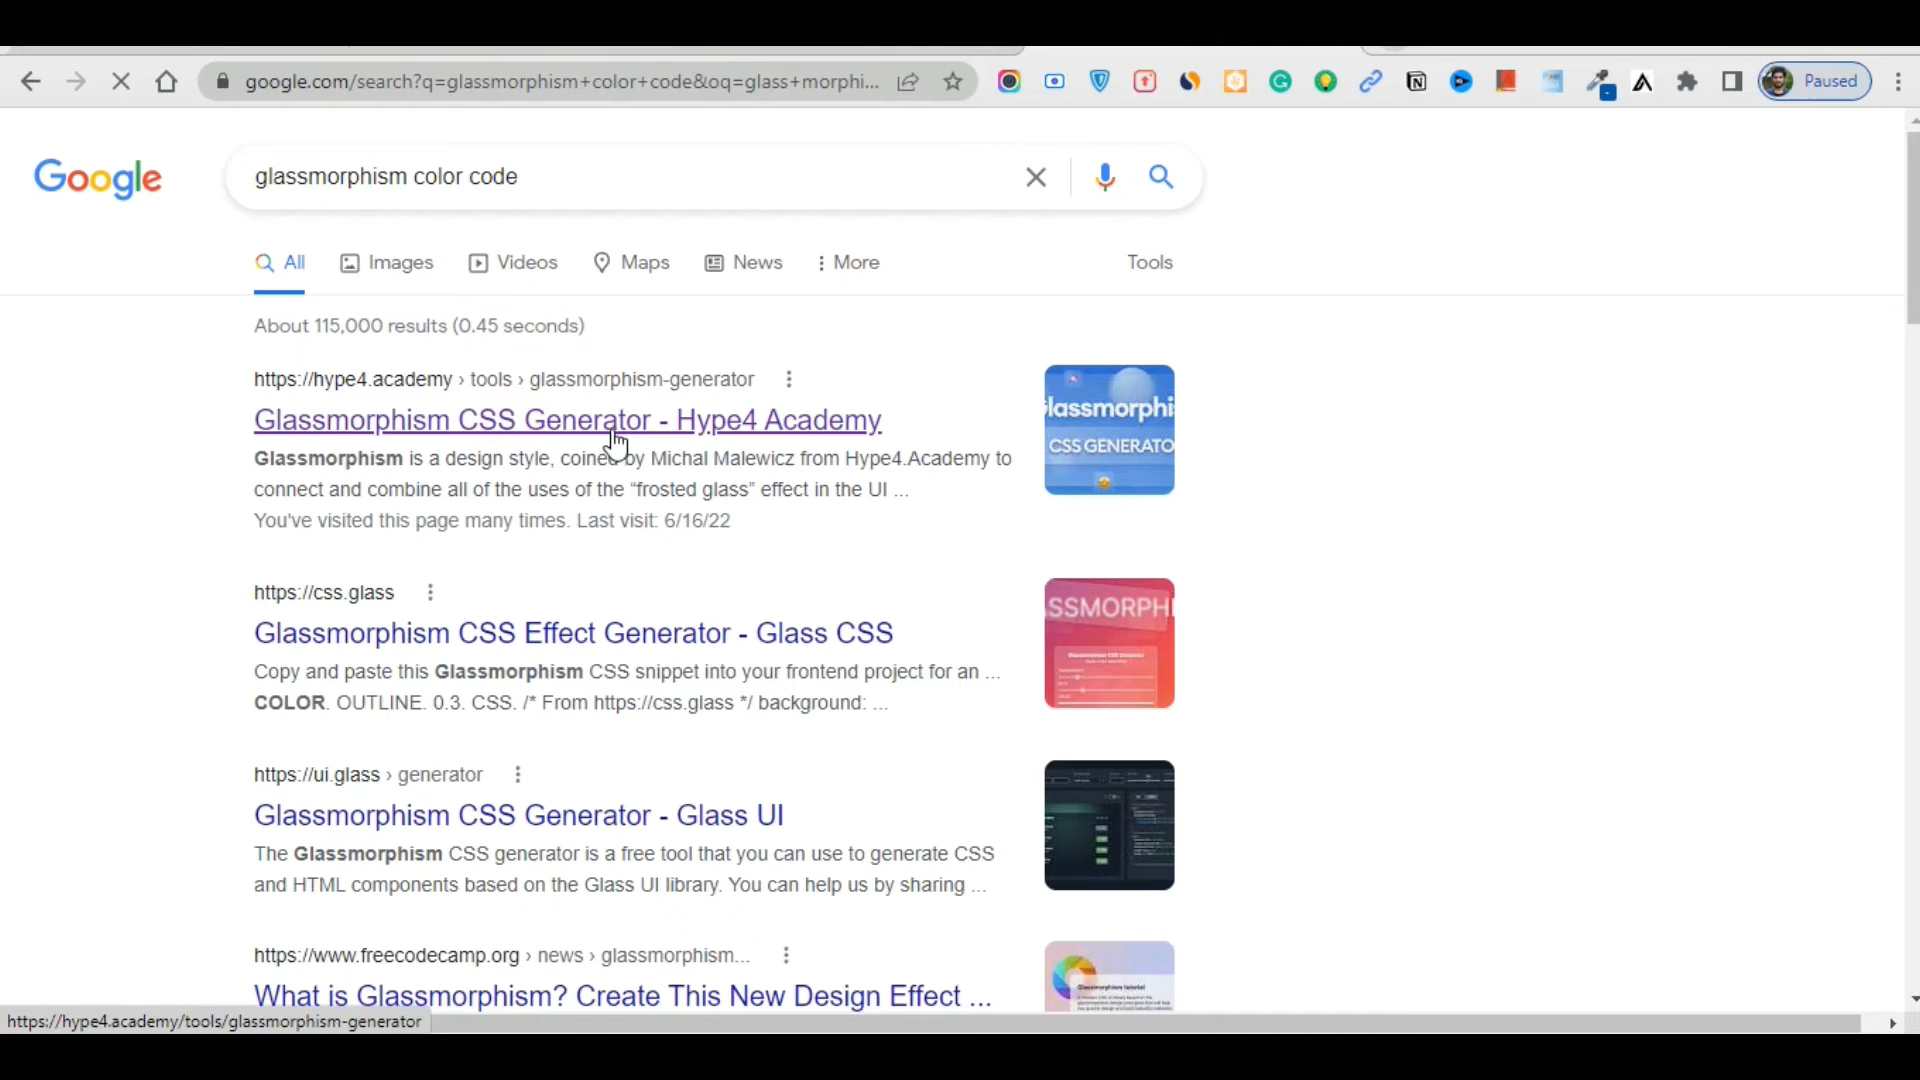 google.com/search?q=glassmorphism+color+code&oq=glass+morphi...
Paused
Google
glassmorphism color code
All
Images
Videos
Maps
News
More
Tools
About 115,000 results (0.45 seconds)
https://hype4.academy › tools › glassmorphism-generator
Glassmorphism CSS Generator - Hype4 Academy
Glassmorphism is a design style, coined by Michal Malewicz from Hype4.Academy to
connect and combine all of the uses of the “frosted glass” effect in the UI ...
You've visited this page many times. Last visit: 6/16/22
lassmorphi
CSS GENERATO
https://css.glass
Glassmorphism CSS Effect Generator - Glass CSS
Copy and paste this Glassmorphism CSS snippet into your frontend project for an ...
COLOR. OUTLINE. 0.3. CSS. /* From https://css.glass */ background: ...
SSMORPH
https://ui.glass › generator
Glassmorphism CSS Generator - Glass UI
The Glassmorphism CSS generator is a free tool that you can use to generate CSS
and HTML components based on the Glass UI library. You can help us by sharing ...
https://www.freecodecamp.org › news › glassmorphism...
What is Glassmorphism? Create This New Design Effect ...
Glassmorphism tutorial
https://hype4.academy/tools/glassmorphism-generator